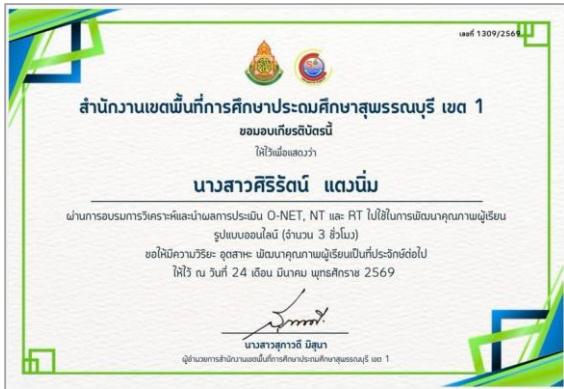 เลขที่ 1309/2569
สำนักงานเขตพื้นที่การศึกษาประถมศึกษาสุพรรณบุรี เขต 1
ขอมอบเกียรติบัตรนี้
ให้ไว้เพื่อแสดงว่า
นางสาวศิริรัตน์ แตงนิ่ม
ผ่านการอบรมการวิเคราะห์และนำผลการประเมิน O-NET, NT และ RT ไปใช้ในการพัฒนาคุณภาพผู้เรียน
รูปแบบออนไลน์ (จำนวน 3 ชั่วโมง)
ขอให้มีความวิริยะ อุตสาหะ พัฒนาคุณภาพผู้เรียนเป็นที่ประจักษ์ต่อไป
ให้ไว้ ณ วันที่ 24 เดือน มีนาคม พุทธศักราช 2569
นางสาวสุภาวดี มิสุนา
ผู้อำนวยการสำนักงานเขตพื้นที่การศึกษาประถมศึกษาสุพรรณบุรี เขต 1